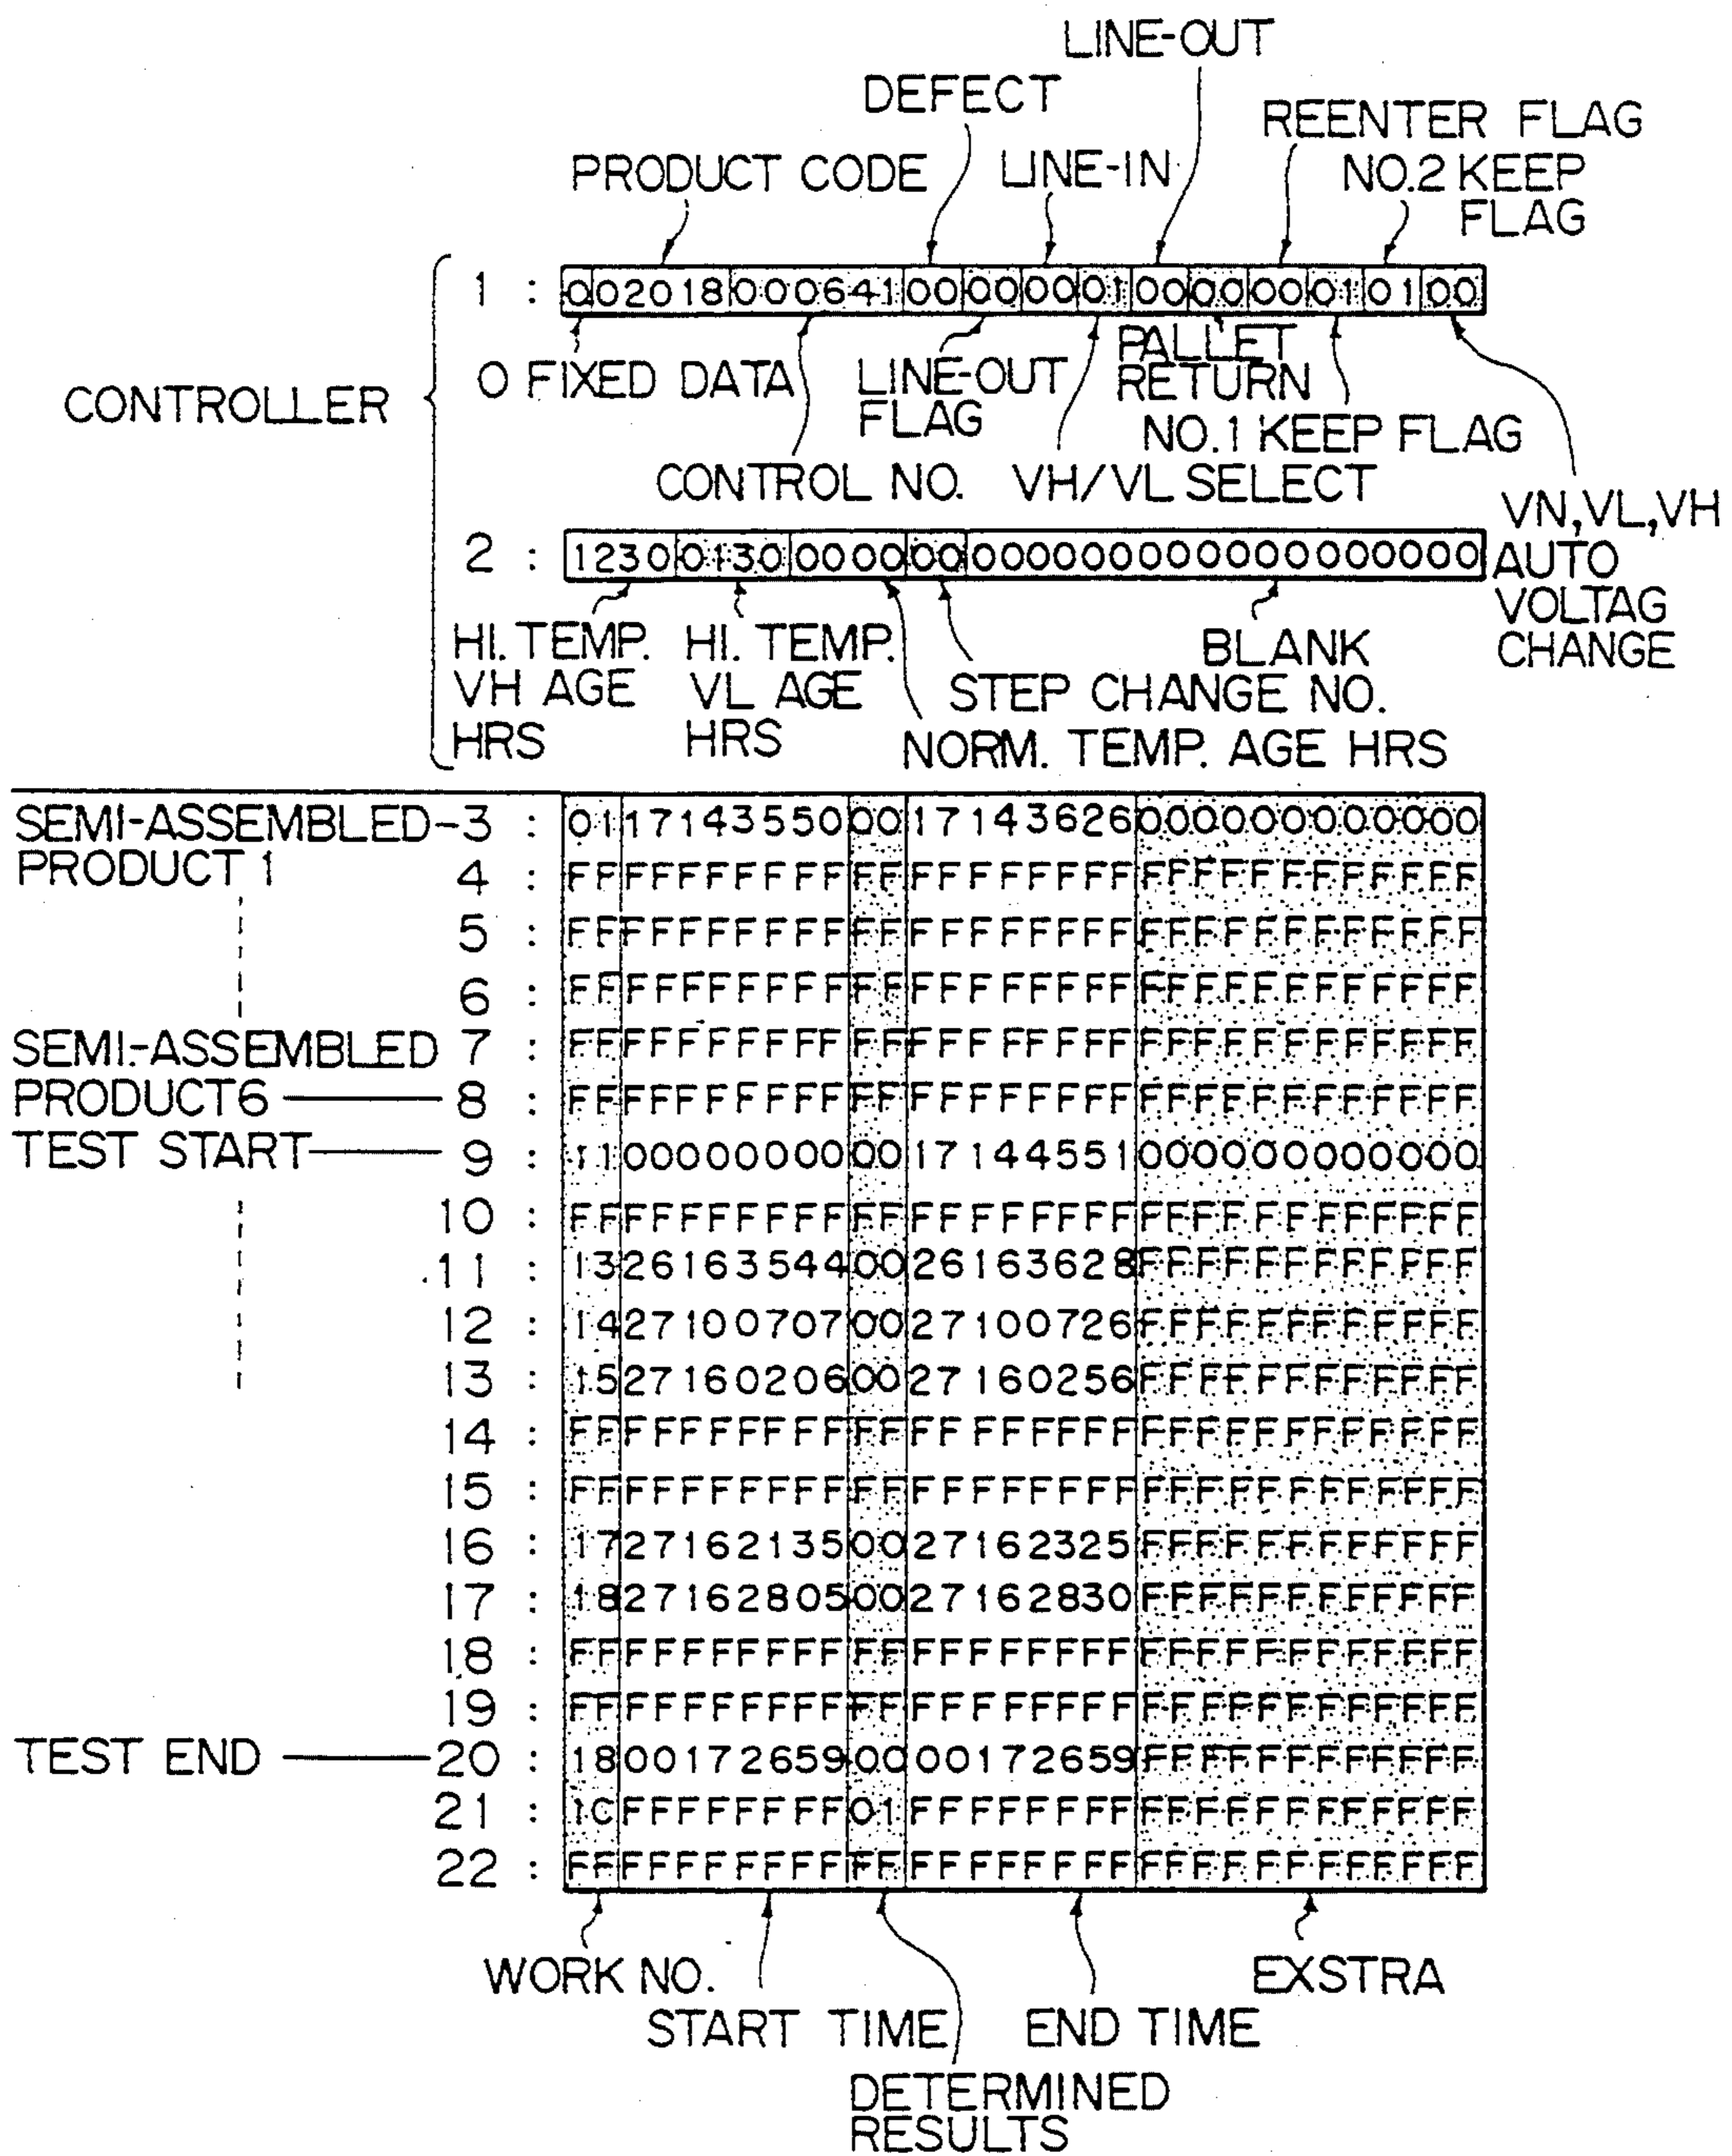 LINE-OUT
DEFECT
REENTER FLAG
PRODUCT CODE
LINE-IN
NO.2 KEEP
FLAG
1 : 00201800064100000000010000000001 0100
0 FIXED DATA
LINE-OUT
FLAG
PALLET
RETURN
CONTROLLER
NO.1 KEEP FLAG
CONTROL NO.
VH/VL SELECT
VN,VL,VH
AUTO
VOLTAG
CHANGE
2 : 1230 0130 0000 00 000000000000000000
HI. TEMP.
VH AGE
HRS
HI. TEMP.
VL AGE
HRS
BLANK
STEP CHANGE NO.
NORM. TEMP. AGE HRS
SEMI-ASSEMBLED-3 : 01 17143550 00 17143626 000000000000
PRODUCT 1
4 : FF FFFFFFFF FF FFFFFFFF FFFFFFFFFFFF
5 : FF FFFFFFFF FF FFFFFFFF FFFFFFFFFFFF
6 : FF FFFFFFFF FF FFFFFFFF FFFFFFFFFFFF
SEMI-ASSEMBLED 7 : FF FFFFFFFF FF FFFFFFFF FFFFFFFFFFFF
PRODUCT6 8 : FF FFFFFFFF FF FFFFFFFF FFFFFFFFFFFF
TEST START 9 : 11 00000000 00 17144551 000000000000
10 : FF FFFFFFFF FF FFFFFFFF FFFFFFFFFFFF
11 : 13 26163544 00 26163628 FFFFFFFFFFFF
12 : 14 27100707 00 27100726 FFFFFFFFFFFF
13 : 15 27160206 00 27160256 FFFFFFFFFFFF
14 : FF FFFFFFFF FF FFFFFFFF FFFFFFFFFFFF
15 : FF FFFFFFFF FF FFFFFFFF FFFFFFFFFFFF
16 : 17 27162135 00 27162325 FFFFFFFFFFFF
17 : 18 27162805 00 27162830 FFFFFFFFFFFF
18 : FF FFFFFFFF FF FFFFFFFF FFFFFFFFFFFF
19 : FF FFFFFFFF FF FFFFFFFF FFFFFFFFFFFF
TEST END 20 : 18 00172659 00 00172659 FFFFFFFFFFFF
21 : 1C FFFFFFFF 01 FFFFFFFF FFFFFFFFFFFF
22 : FF FFFFFFFF FF FFFFFFFF FFFFFFFFFFFF
WORK NO.
EXSTRA
START TIME
END TIME
DETERMINED
RESULTS